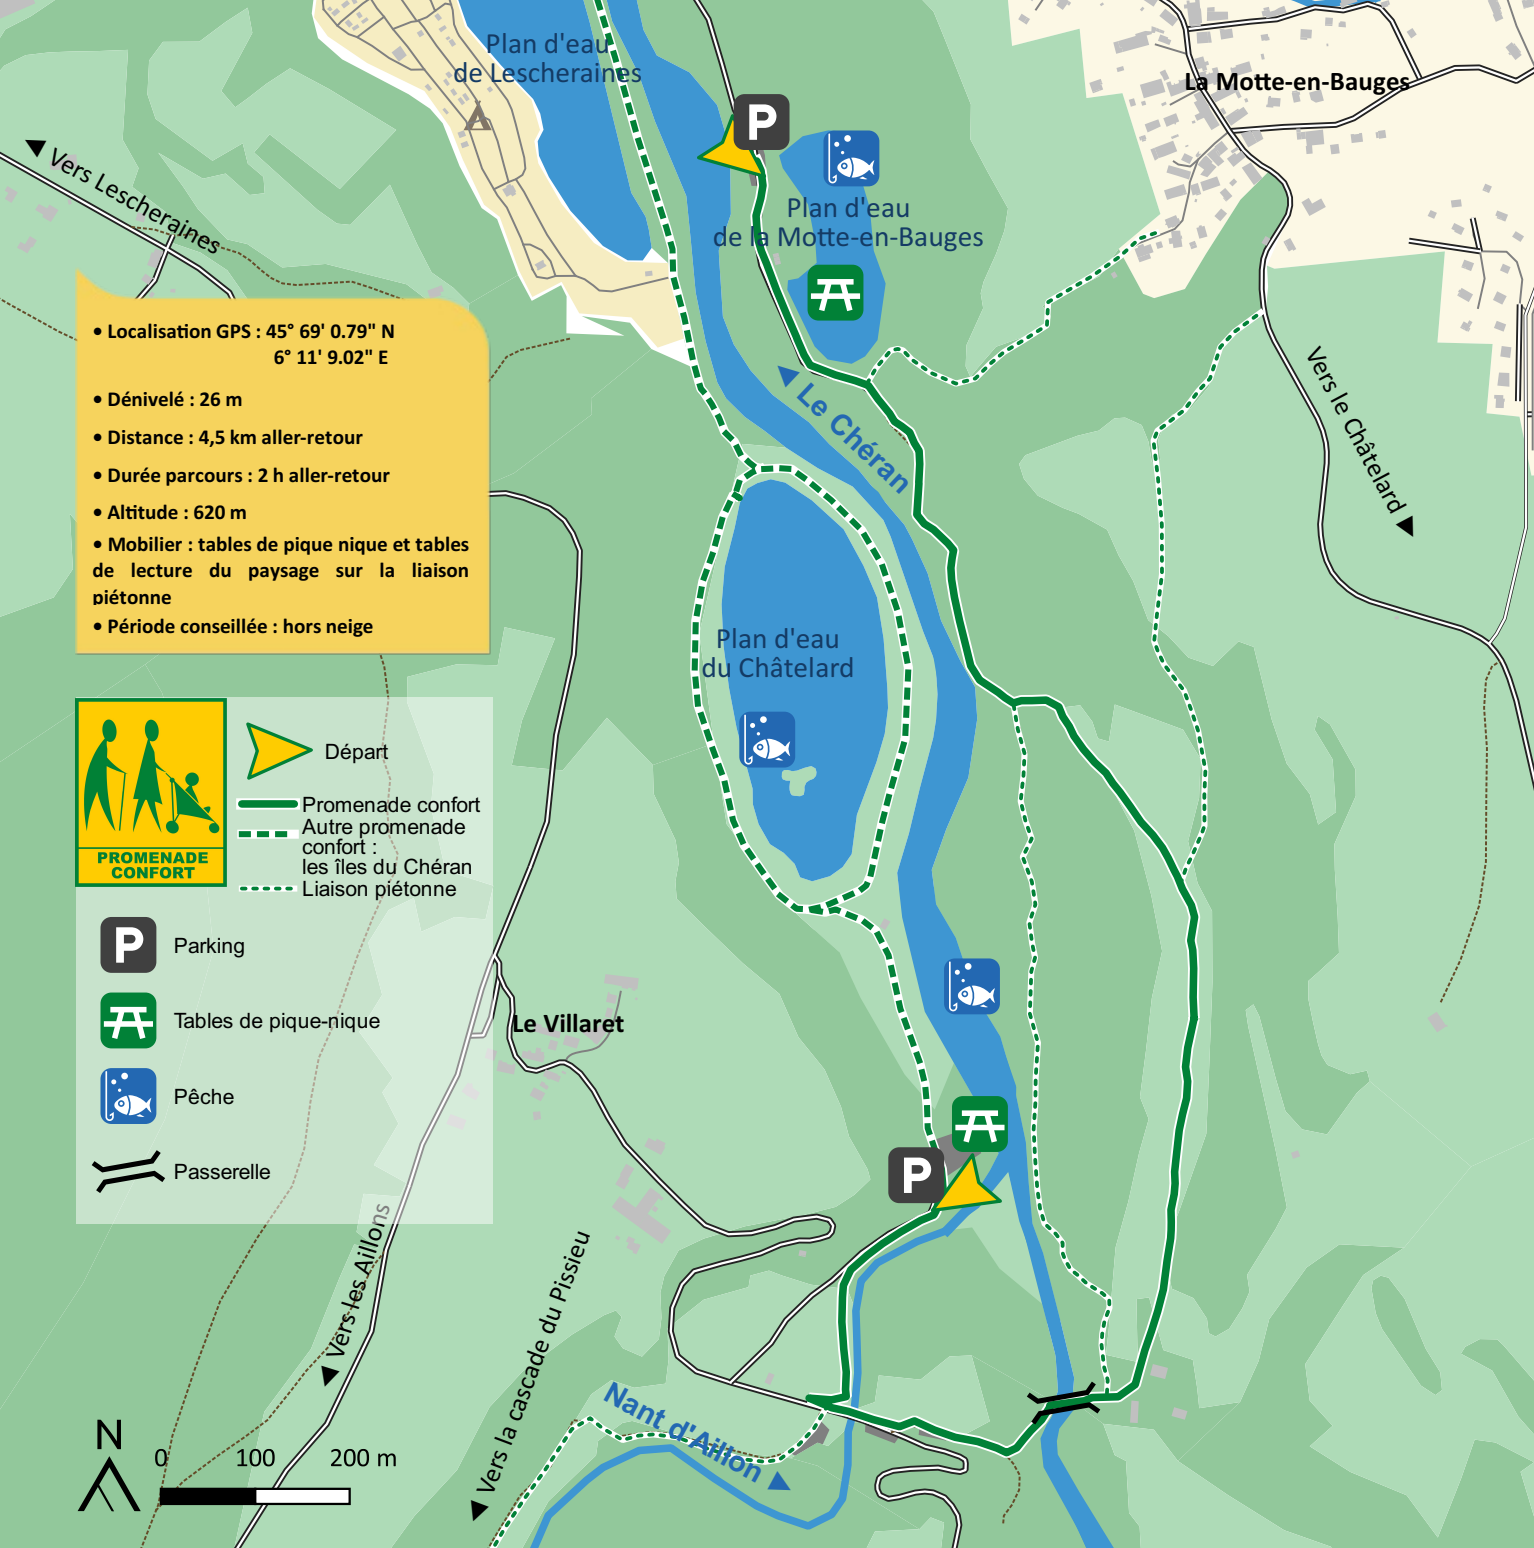 Plan d'eau
de Lescheraines
P
La Motte-en-Bauges
Vers Lescheraines
Plan d'eau
de la Motte-en-Bauges
• Localisation GPS : 45° 69' 0.79" N
6° 11' 9.02" E
• Dénivelé : 26 m
• Distance : 4,5 km aller-retour
• Durée parcours : 2 h aller-retour
• Altitude : 620 m
• Mobilier : tables de pique nique et tables
de lecture du paysage sur la liaison
piétonne
• Période conseillée : hors neige
Le Chéran
Vers le Châtelard
Plan d'eau
du Châtelard
PROMENADE
CONFORT
Départ
Promenade confort
Autre promenade
confort :
les îles du Chéran
Liaison piétonne
P
Parking
Tables de pique-nique
Pêche
Passerelle
Le Villaret
P
Vers les Aillons
Vers la cascade du Pissieu
Nant d'Aillon
N
0 100 200 m